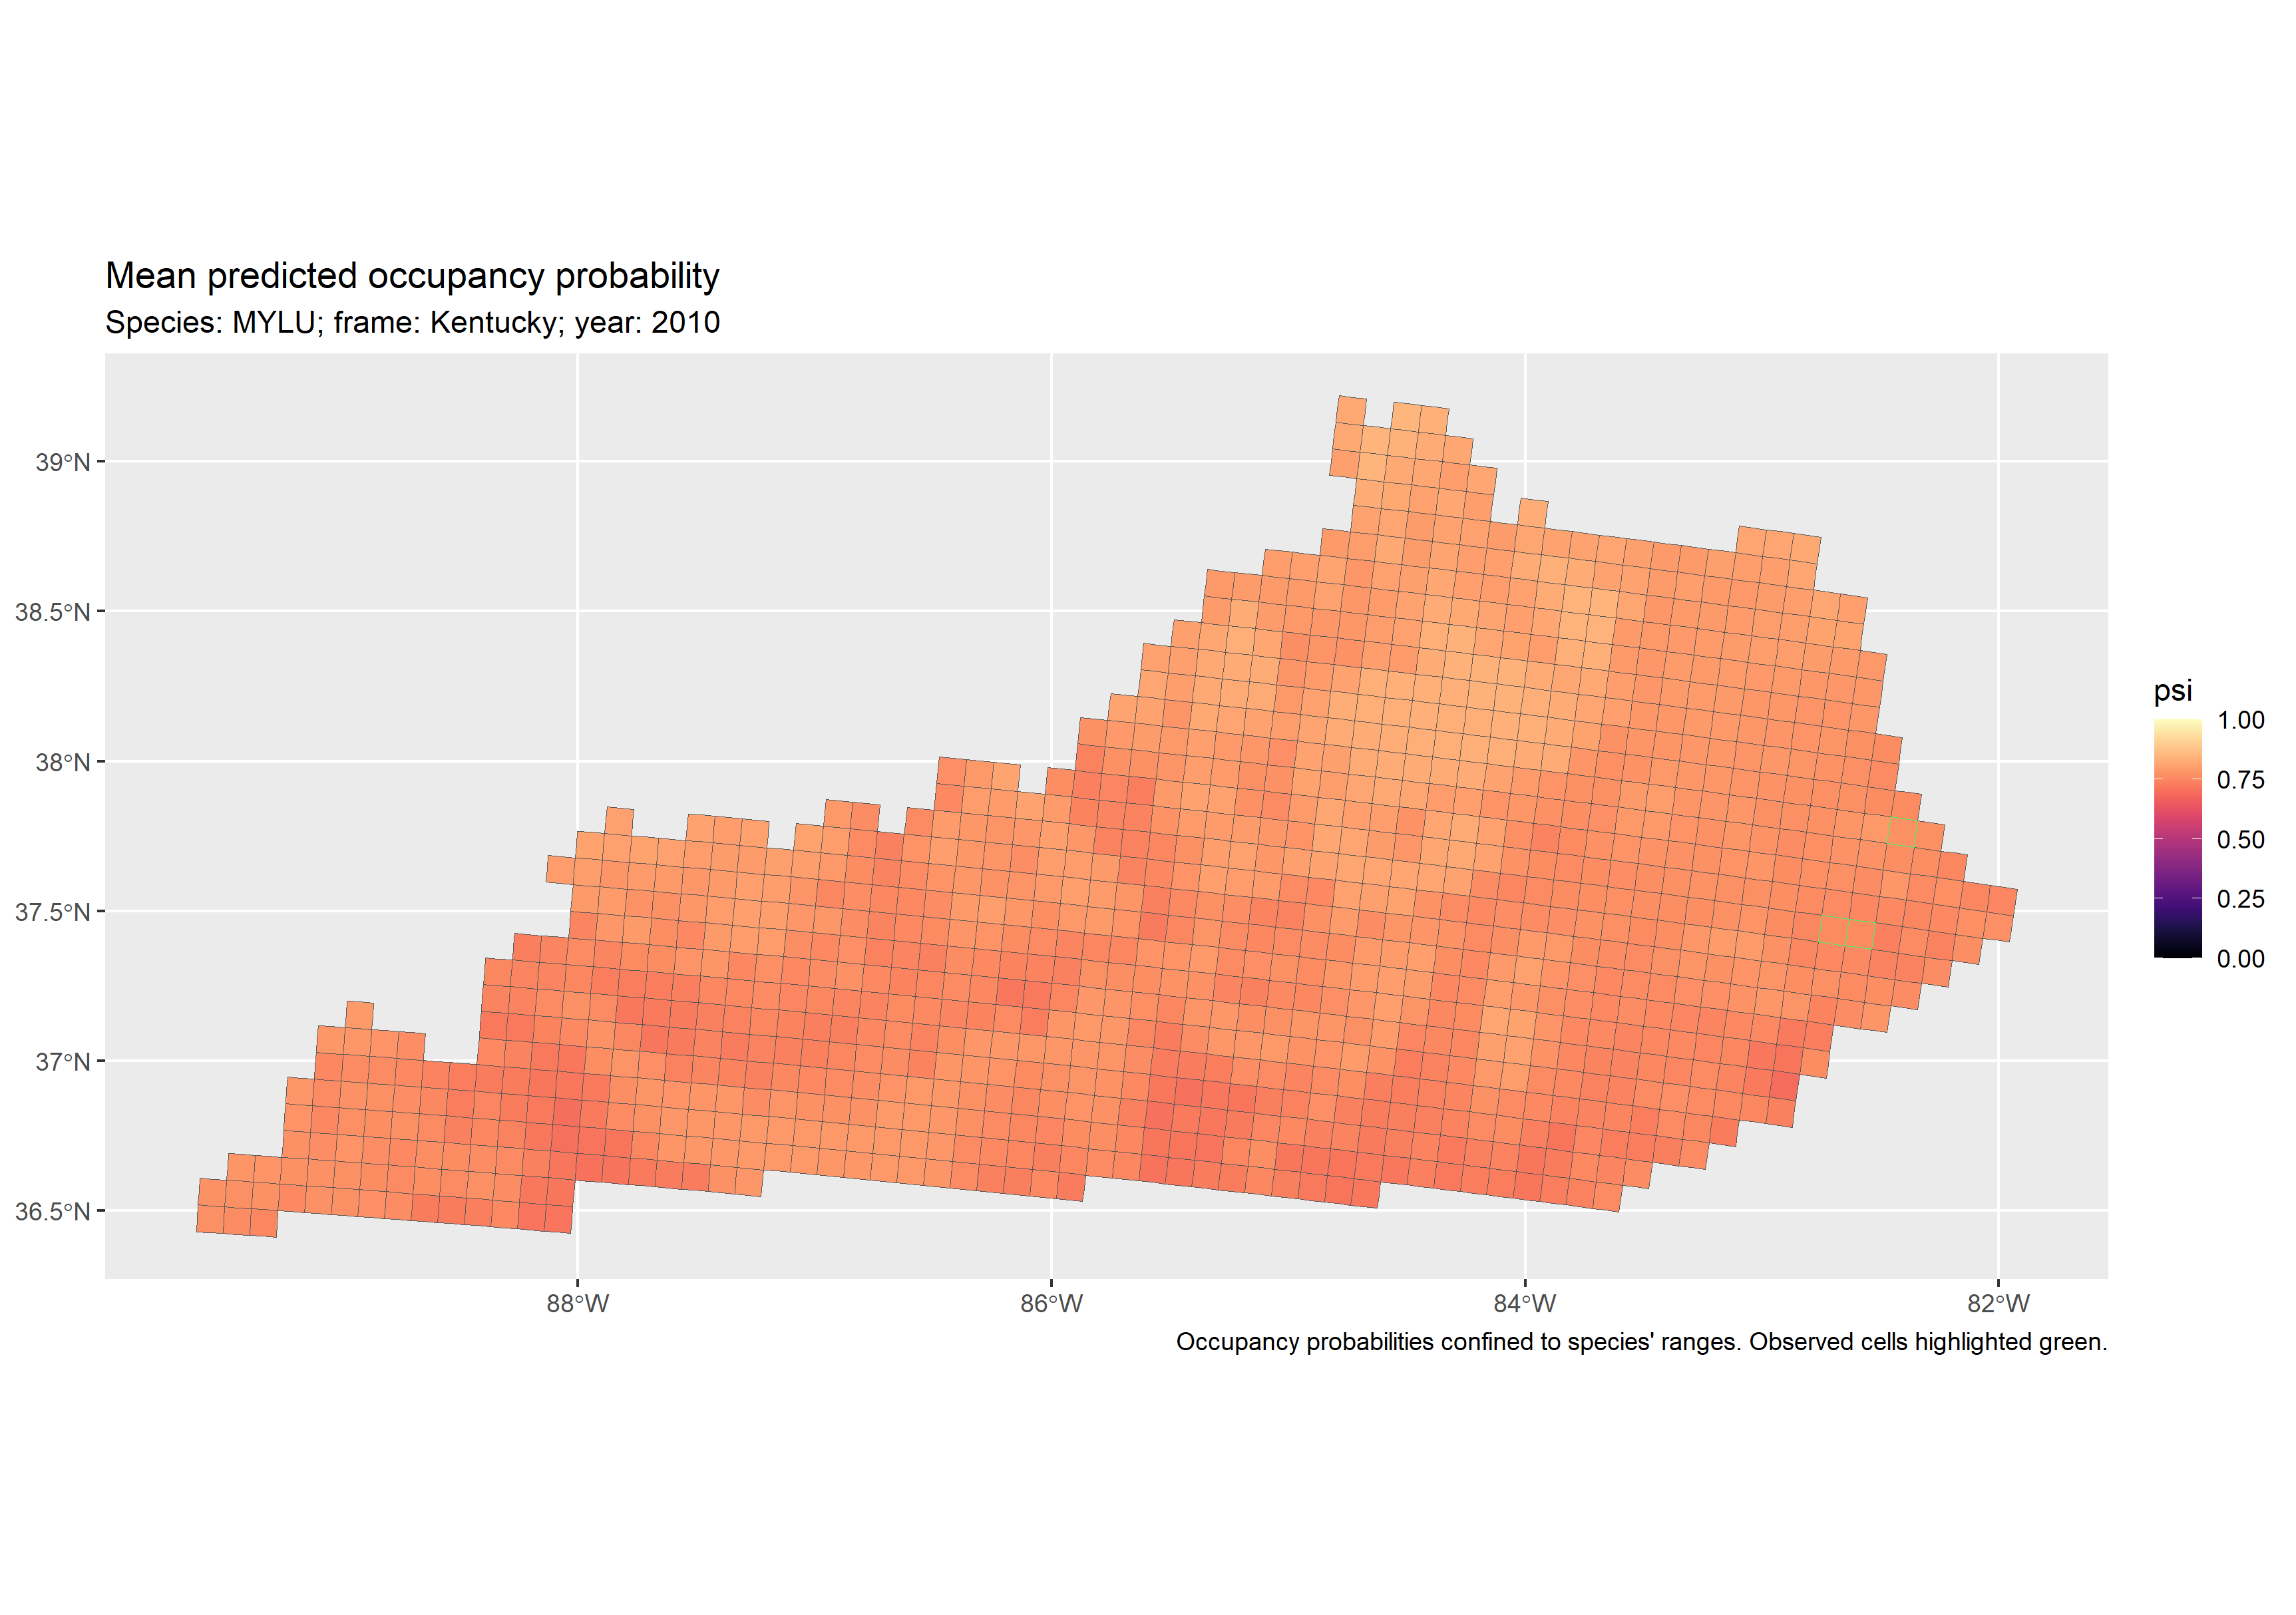 Mean predicted occupancy probability
Species: MYLU; frame: Kentucky; year: 2010
39°N
38.5°N
38°N
37.5°N
37°N
36.5°N
88°W
86°W
84°W
82°W
psi
1.00
0.75
0.50
0.25
0.00
Occupancy probabilities confined to species' ranges. Observed cells highlighted green.